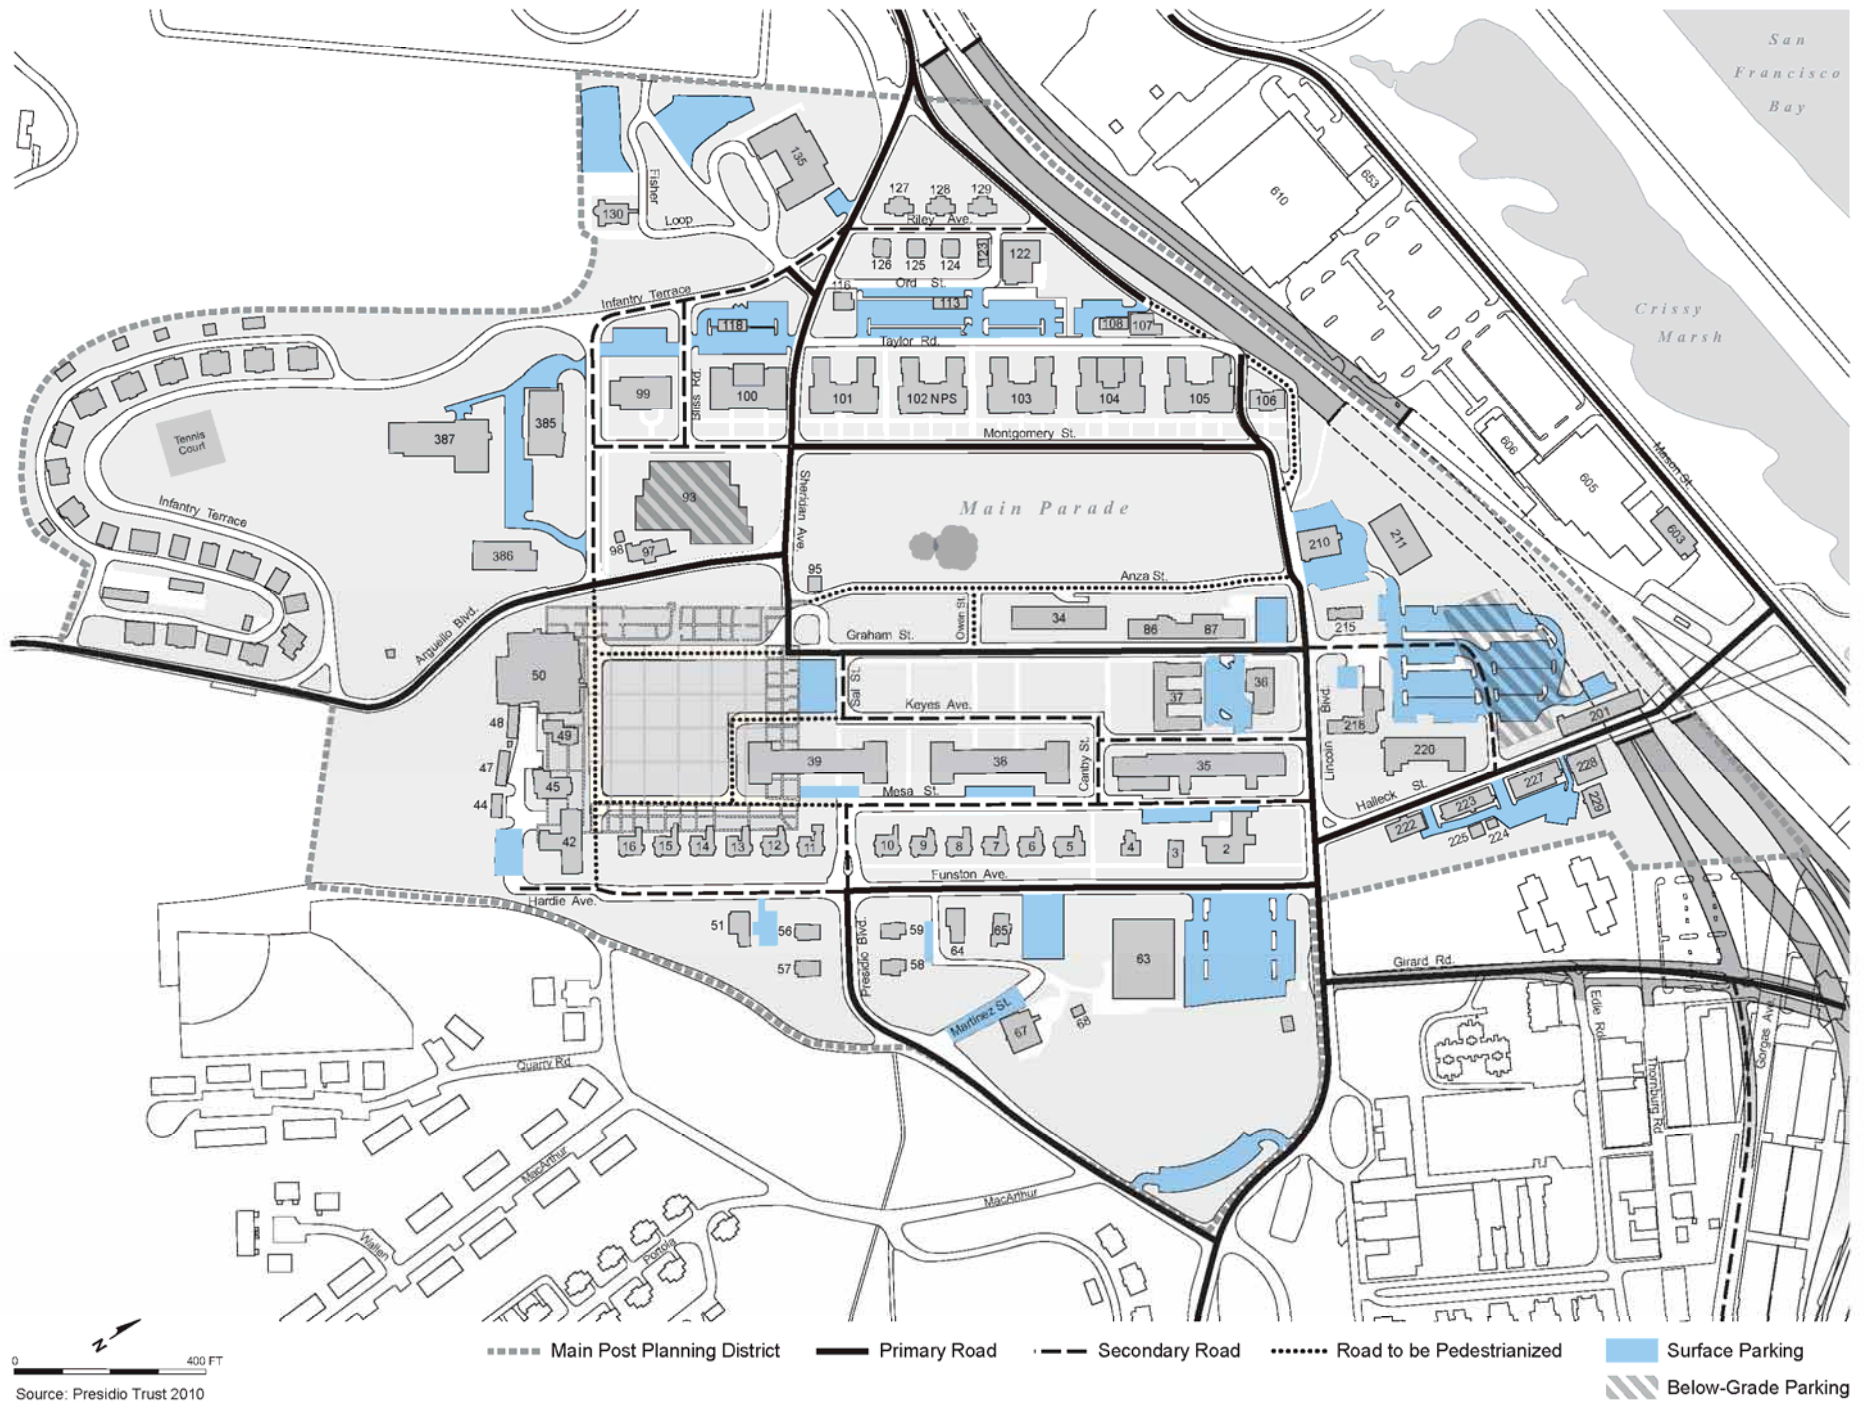 San
Francisco
Bay
135
Fisher
Loop
130
653
610
127
128
129
Riley Ave.
126
125
124
123
122
Ord St.
116
113
Infantry Terrace
118
108
107
Taylor Rd.
Crissy
Marsh
99
Bliss Rd.
100
101
102 NPS
103
104
105
106
Montgomery St.
387
385
Tennis
Court
606
605
Mason St.
603
93
Sheridan Ave.
Main Parade
Infantry Terrace
386
98
97
210
211
95
Anza St.
Owen St.
34
86
87
215
Graham St.
Arguello Blvd.
50
Sal St.
37
36
Keyes Ave.
Lincoln Blvd.
218
201
48
49
39
38
Canby St.
35
220
47
45
Mesa St.
227
228
44
Halleck St.
223
229
222
225
224
42
16
15
14
13
12
11
10
9
8
7
6
5
4
3
2
Funston Ave.
Hardie Ave.
51
56
57
Presidio Blvd.
59
58
64
65
63
Girard Rd.
Martinez St.
67
68
Edie Rd
Thornburg Rd
Gorgas Ave.
Quarry Rd
MacArthur
MacArthur
Wallen
Portola
N
0
400 FT
Source: Presidio Trust 2010
Main Post Planning District
Primary Road
Secondary Road
Road to be Pedestrianized
Surface Parking
Below-Grade Parking